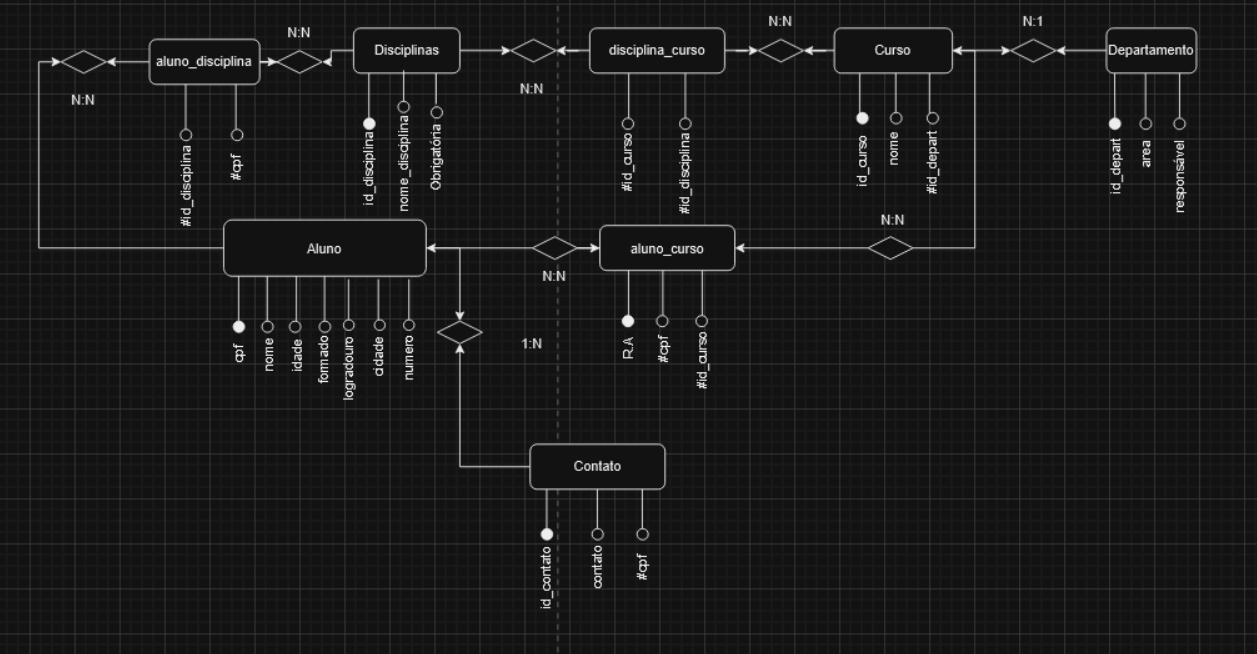 N:N
aluno_disciplina
N:N
Disciplinas
N:N
disciplina_curso
N:N
Curso
N:1
Departamento
#id_disciplina
#cpf
id_disciplina
nome_disciplina
Obrigatória
#id_curso
#id_disciplina
id_curso
nome
#id_depart
id_depart
area
responsável
Aluno
N:N
aluno_curso
N:N
cpf
nome
idade
formado
logradouro
cidade
numero
1:N
R.A
#cpf
#id_curso
Contato
id_contato
contato
#cpf